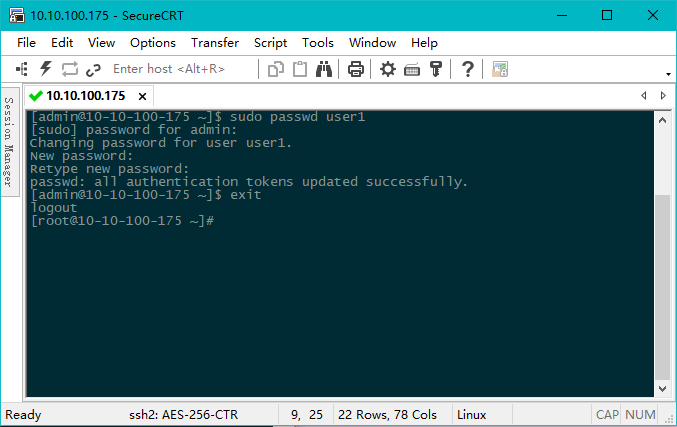 10.10.100.175 - SecureCRT
File Edit View Options Transfer Script Tools Window Help
Enter host <Alt+R>
10.10.100.175
Session Manager
[admin@10-10-100-175 ~]$ sudo passwd user1
[sudo] password for admin:
Changing password for user user1.
New password:
Retype new password:
passwd: all authentication tokens updated successfully.
[admin@10-10-100-175 ~]$ exit
logout
[root@10-10-100-175 ~]#
Ready ssh2: AES-256-CTR 9, 25 22 Rows, 78 Cols Linux CAP NUM